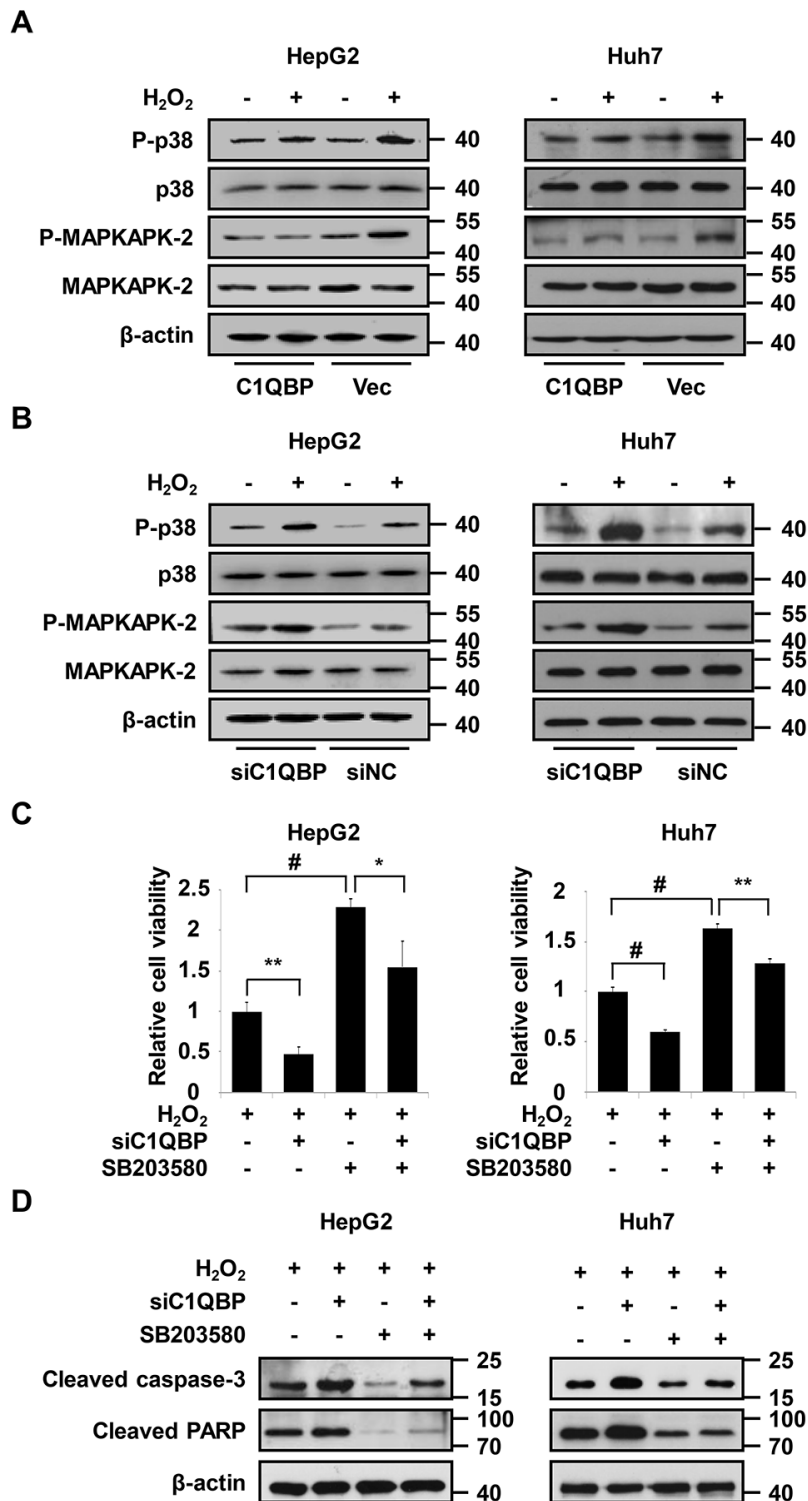 A
HepG2 Huh7
H₂O₂ - + - + - + - +
P-p38 40 40
p38 40 40
P-MAPKAPK-2 55 40 55 40
MAPKAPK-2 55 40 55 40
β-actin 40 40
C1QBP Vec C1QBP Vec
B
HepG2 Huh7
H₂O₂ - + - + - + - +
P-p38 40 40
p38 40 40
P-MAPKAPK-2 55 40 55 40
MAPKAPK-2 55 40 55 40
β-actin 40 40
siC1QBP siNC siC1QBP siNC
C
HepG2
Relative cell viability
2.5
2
1.5
1
0.5
0
** # *
H₂O₂ + + + +
siC1QBP - + - +
SB203580 - - + +
Huh7
Relative cell viability
2
1.5
1
0.5
0
# # **
H₂O₂ + + + +
siC1QBP - + - +
SB203580 - - + +
D
HepG2 Huh7
H₂O₂ + + + + + + + +
siC1QBP - + - + - + - +
SB203580 - - + + - - + +
Cleaved caspase-3 25 15 25 15
Cleaved PARP 100 70 100 70
β-actin 40 40